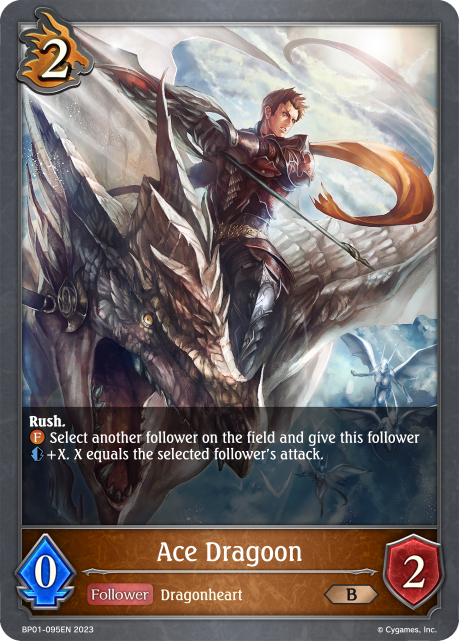 2
Rush.
F Select another follower on the field and give this follower
+X. X equals the selected follower's attack.
Ace Dragoon
0
Follower Dragonheart
B
2
BP01-095EN 2023
© Cygames, Inc.